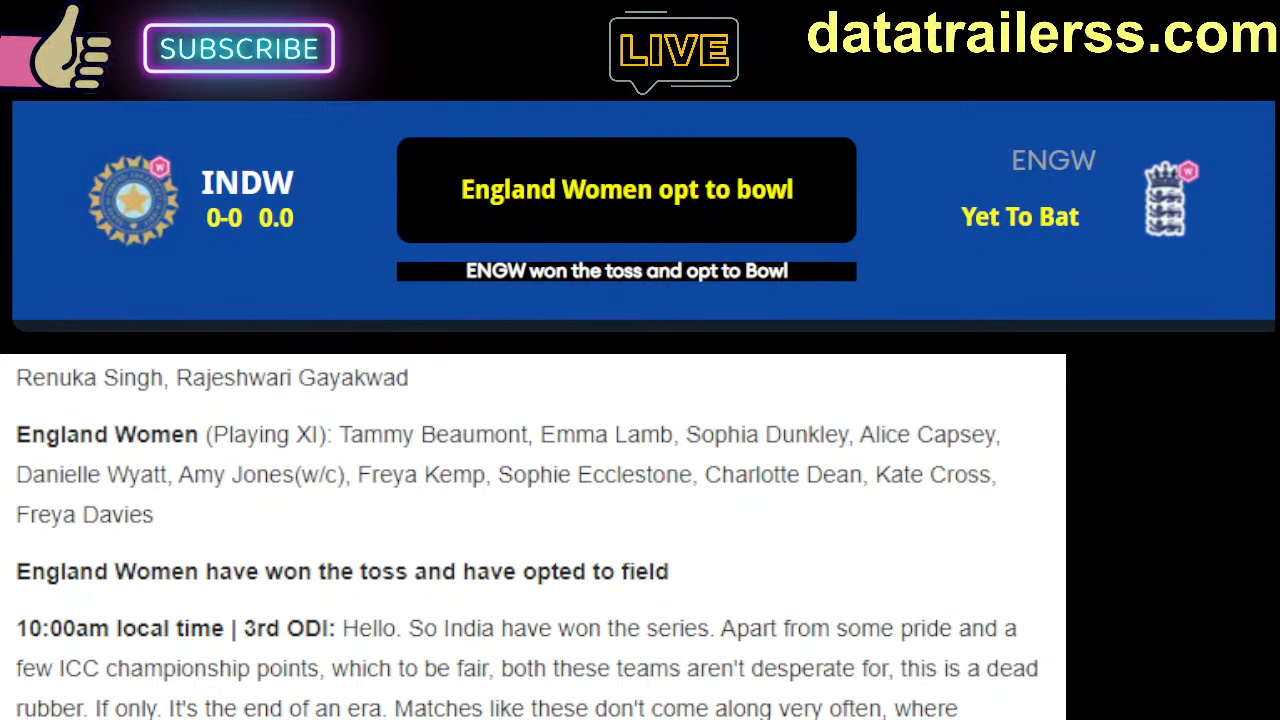 SUBSCRIBE
LIVE
datatrailerss.com
INDW
0-0 0.0
England Women opt to bowl
ENGW won the toss and opt to Bowl
ENGW
Yet To Bat
Renuka Singh, Rajeshwari Gayakwad
England Women (Playing XI): Tammy Beaumont, Emma Lamb, Sophia Dunkley, Alice Capsey,
Danielle Wyatt, Amy Jones(w/c), Freya Kemp, Sophie Ecclestone, Charlotte Dean, Kate Cross,
Freya Davies
England Women have won the toss and have opted to field
10:00am local time | 3rd ODI: Hello. So India have won the series. Apart from some pride and a
few ICC championship points, which to be fair, both these teams aren't desperate for, this is a dead
rubber. If only. It's the end of an era. Matches like these don't come along very often, where